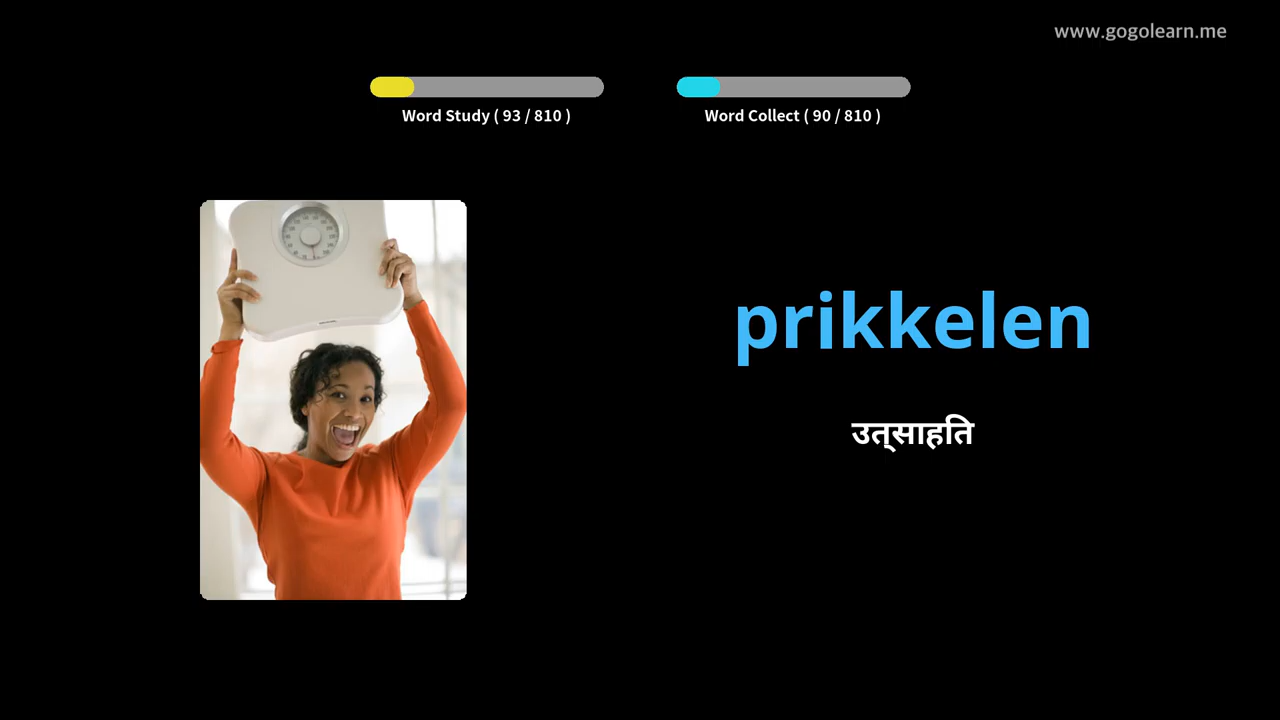 www.gogolearn.me
Word Study ( 93 / 810 )
Word Collect ( 90 / 810 )
prikkelen
उत्साहति